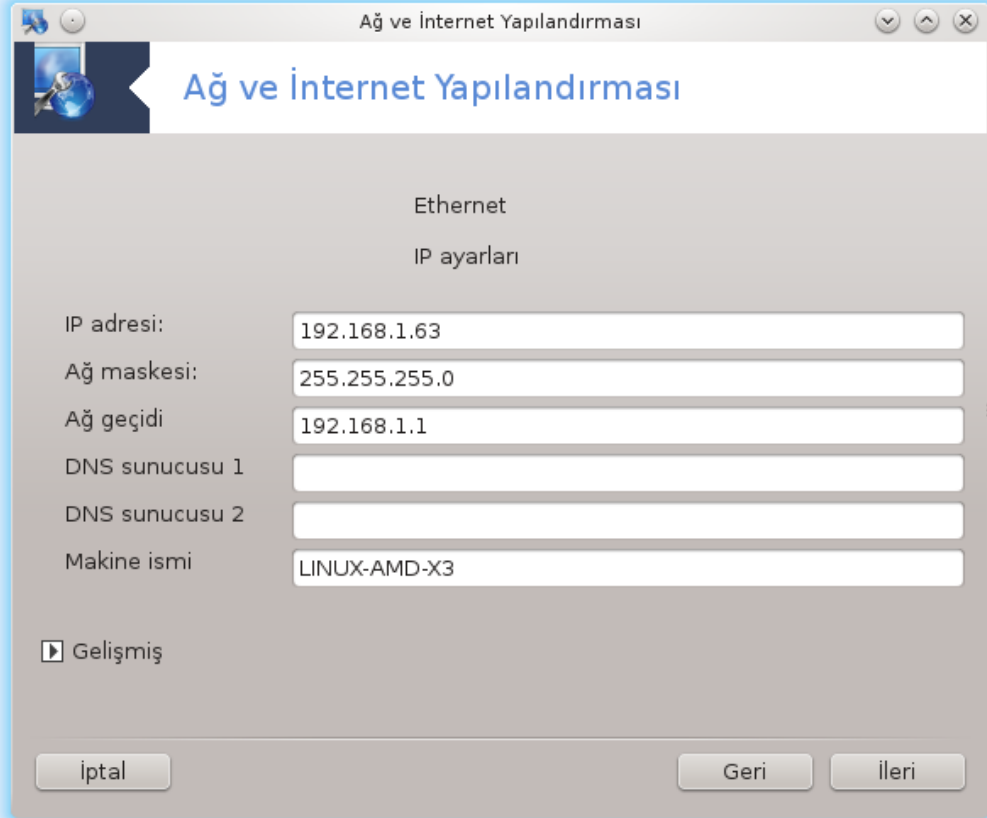 Ağ ve İnternet Yapılandırması
Ağ ve İnternet Yapılandırması
Ethernet
IP ayarları
IP adresi: 192.168.1.63
Ağ maskesi: 255.255.255.0
Ağ geçidi 192.168.1.1
DNS sunucusu 1
DNS sunucusu 2
Makine ismi LINUX-AMD-X3
Gelişmiş
İptal Geri İleri